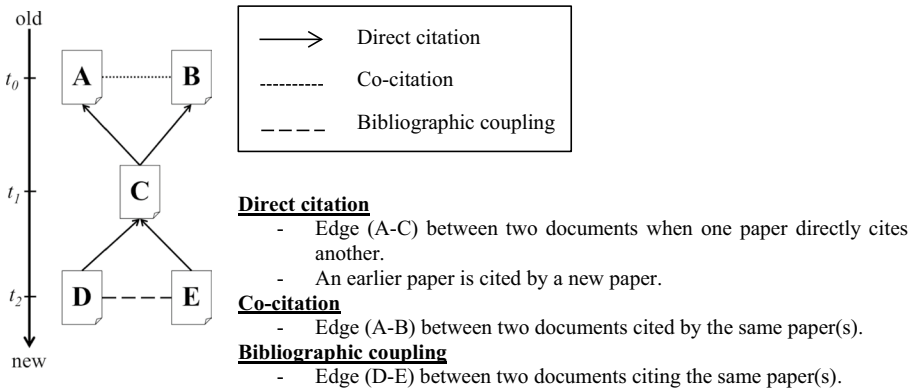 old
t0
A
B
t1
C
t2
D
E
new
Direct citation
Co-citation
Bibliographic coupling
Direct citation
- Edge (A-C) between two documents when one paper directly cites
another.
- An earlier paper is cited by a new paper.
Co-citation
- Edge (A-B) between two documents cited by the same paper(s).
Bibliographic coupling
- Edge (D-E) between two documents citing the same paper(s).